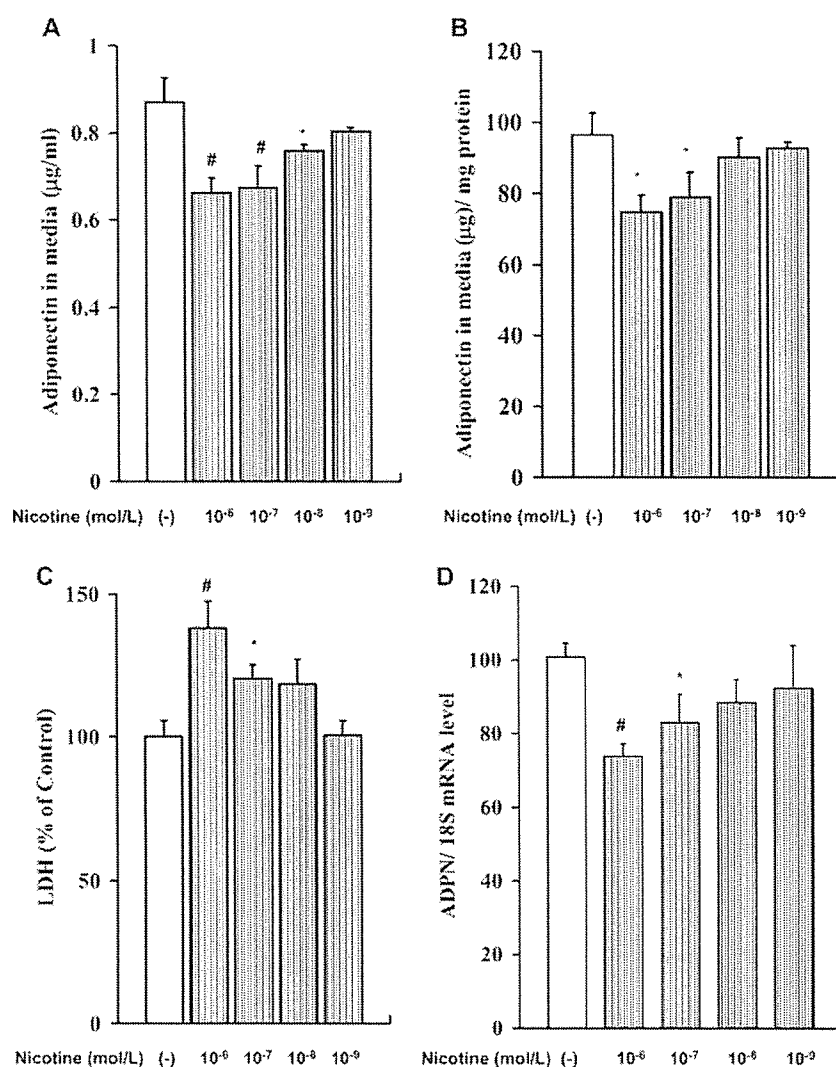 A
Adiponectin in media (µg/ml)
1
0.8
0.6
0.4
0.2
0
#
#
*
Nicotine (mol/L) (-) 10⁻⁶ 10⁻⁷ 10⁻⁸ 10⁻⁹
B
Adiponectin in media (µg)/ mg protein
120
100
80
60
40
20
0
*
*
Nicotine (mol/L) (-) 10⁻⁶ 10⁻⁷ 10⁻⁸ 10⁻⁹
C
LDH (% of Control)
150
100
50
0
#
*
Nicotine (mol/L) (-) 10⁻⁶ 10⁻⁷ 10⁻⁸ 10⁻⁹
D
ADPN/ 18S mRNA level
120
100
80
60
40
20
0
#
*
Nicotine (mol/L) (-) 10⁻⁶ 10⁻⁷ 10⁻⁸ 10⁻⁹